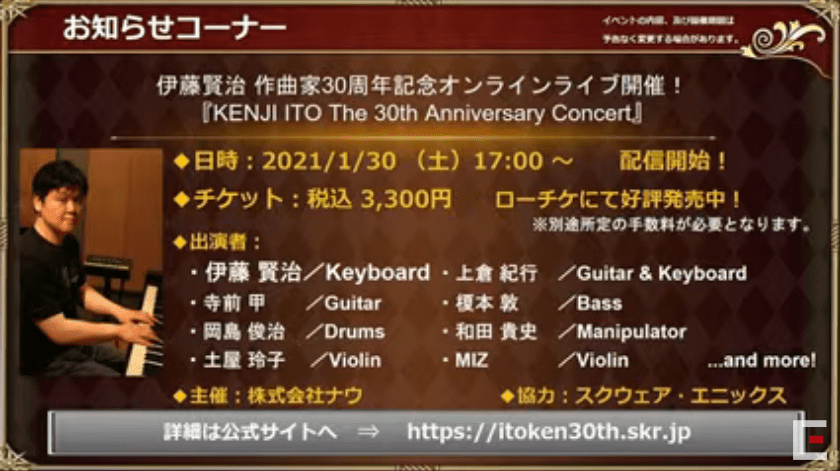 お知らせコーナー
イベントの内容、及び開催期間は
予告なく変更する場合があります。
伊藤賢治 作曲家30周年記念オンラインライブ開催！
『KENJI ITO The 30th Anniversary Concert』
◆日時：2021/1/30 （土）17:00 ～ 配信開始！
◆チケット：税込 3,300円 ローチケにて好評発売中！
※別途所定の手数料が必要となります。
◆出演者：
・伊藤 賢治／Keyboard ・上倉 紀行 ／Guitar & Keyboard
・寺前 甲 ／Guitar ・榎本 敦 ／Bass
・岡島 俊治 ／Drums ・和田 貴史 ／Manipulator
・土屋 玲子 ／Violin ・MIZ ／Violin ...and more!
◆主催：株式会社ナウ ◆協力：スクウェア・エニックス
詳細は公式サイトへ ⇒ https://itoken30th.skr.jp